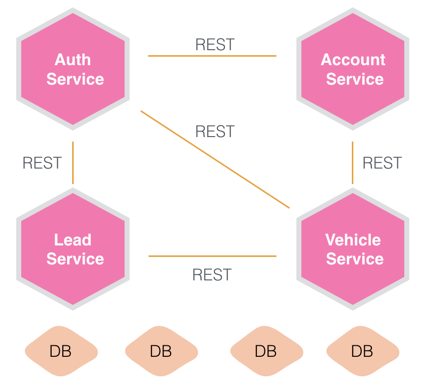 REST
Auth
Service
Account
Service
REST
REST
REST
Lead
Service
Vehicle
Service
REST
DB
DB
DB
DB